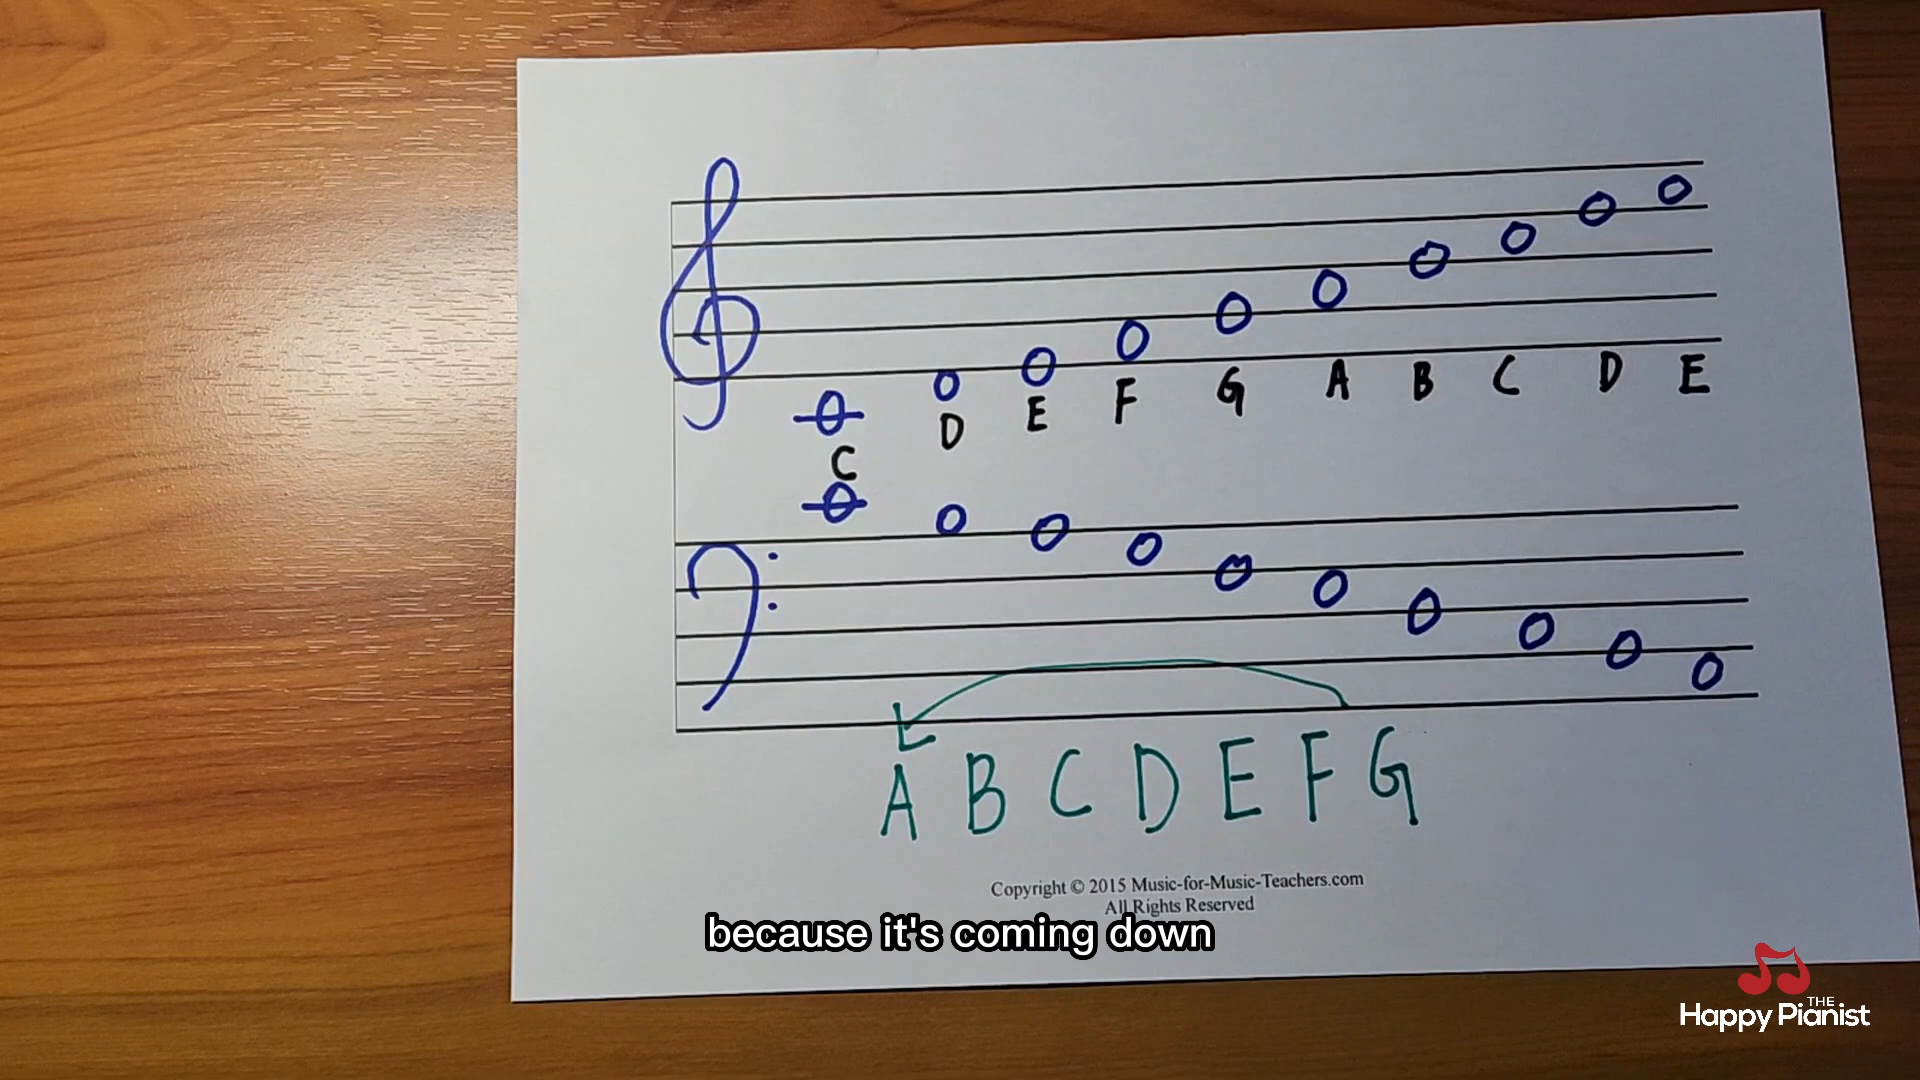 C D E F G A B C D E
A B C D E F G
Copyright © 2015 Music-for-Music-Teachers.com
All Rights Reserved
because it's coming down
THE
Happy Pianist